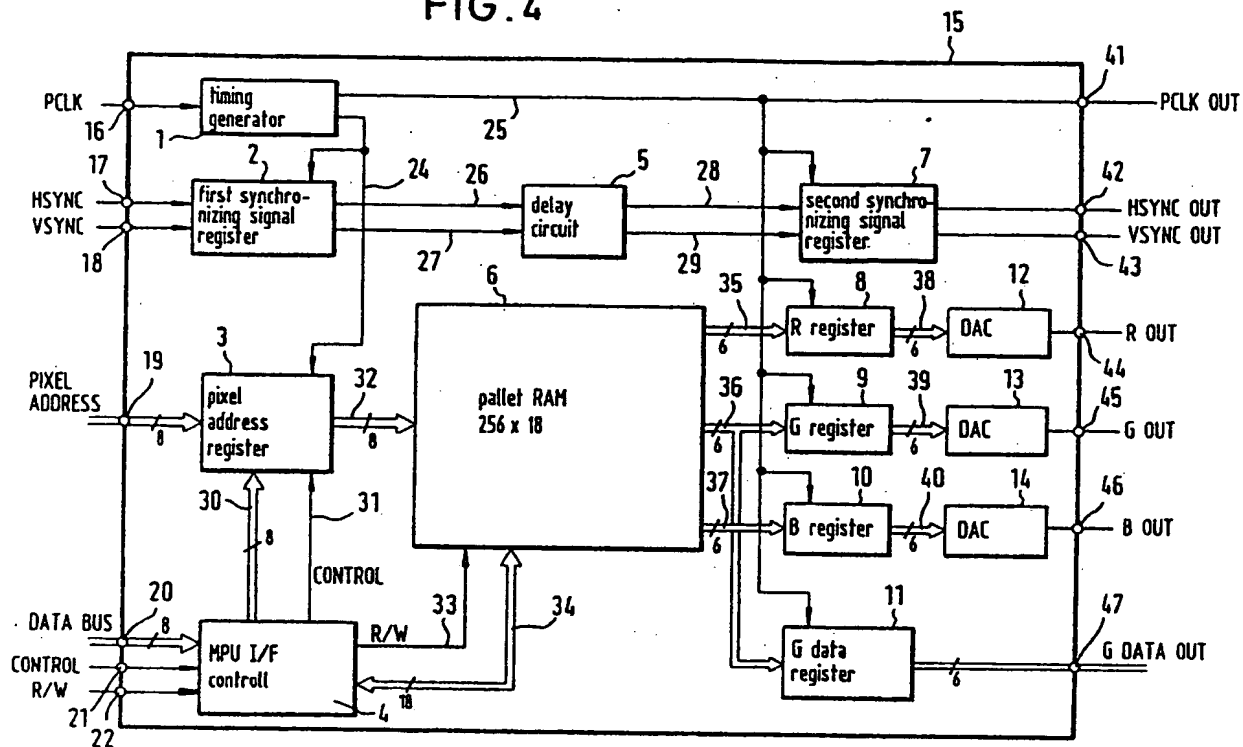 FIG. 4
15
41
PCLK
16
timing
generator
1
25
PCLK OUT
17
HSYNC
VSYNC
18
2
first synchro-
nizing signal
register
24
26
27
5
delay
circuit
28
29
7
second synchro-
nizing signal
register.
42
HSYNC OUT
VSYNC OUT
43
6
pallet RAM
256 x 18
35
6
8
R register
38
6
12
DAC
R OUT
44
PIXEL
ADDRESS
19
8
3
pixel
address
register
32
8
36
6
9
G register
39
6
13
DAC
45
G OUT
30
8
31
CONTROL
37
6
10
B register
40
6
14
DAC
46
B OUT
DATA BUS
20
8
CONTROL
R/W
21
22
MPU I/F
controll
4
R/W
33
34
18
11
G data
register
6
47
G DATA OUT